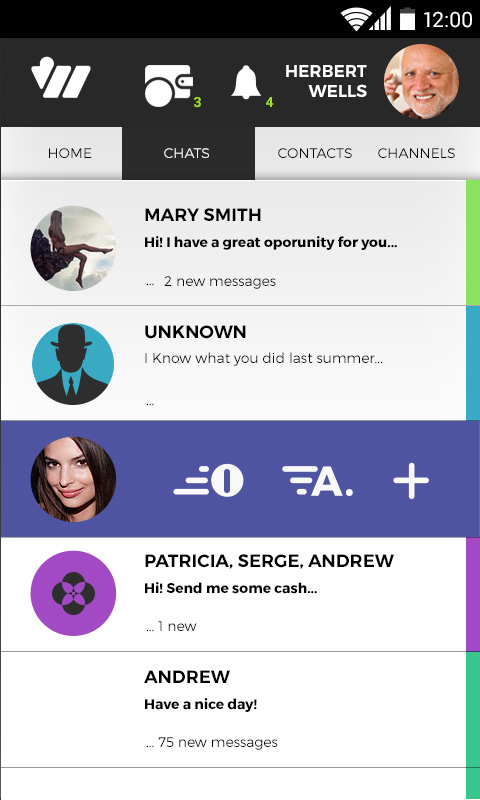 12:00
HERBERT
WELLS
3
4
HOME CHATS CONTACTS CHANNELS
MARY SMITH
Hi! I have a great oporunity for you...
... 2 new messages
UNKNOWN
I Know what you did last summer...
...
A.
PATRICIA, SERGE, ANDREW
Hi! Send me some cash...
... 1 new
ANDREW
Have a nice day!
... 75 new messages